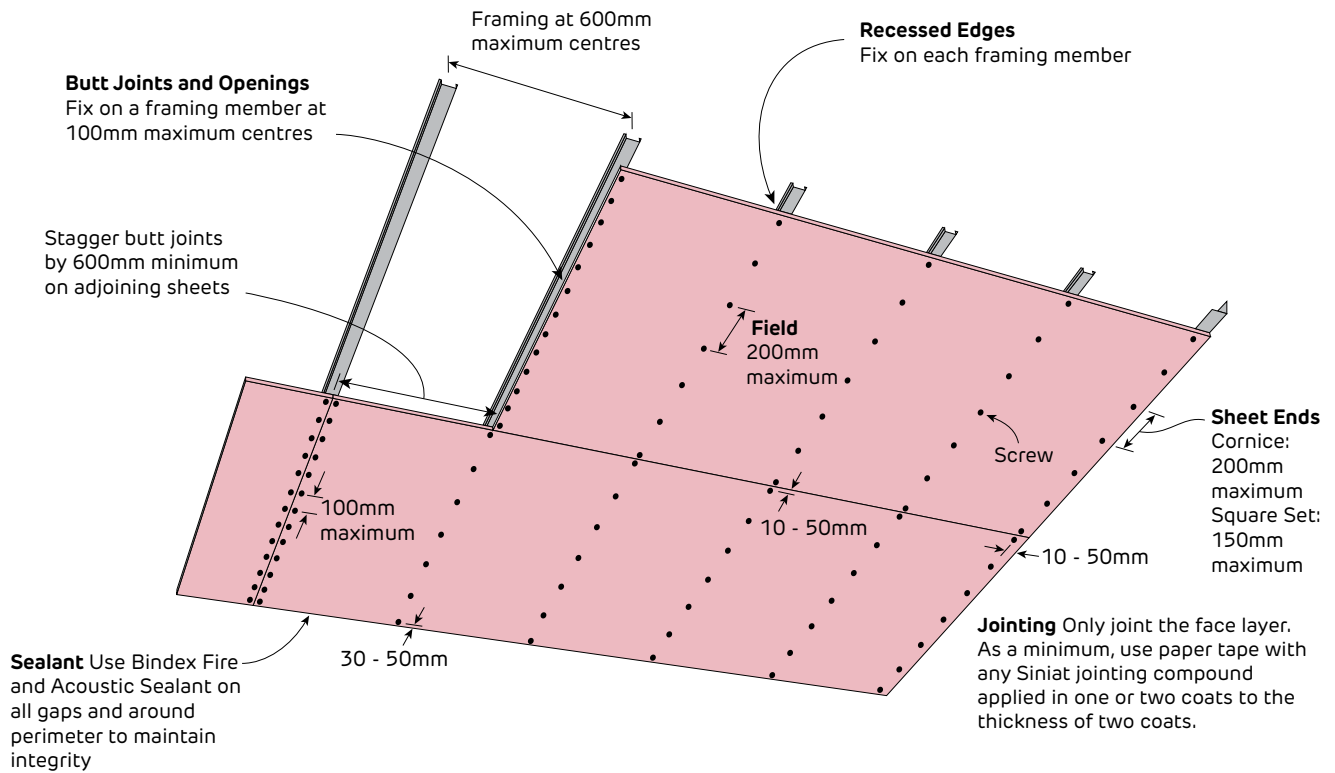 Framing at 600mm
maximum centres
Recessed Edges
Fix on each framing member
Butt Joints and Openings
Fix on a framing member at
100mm maximum centres
Stagger butt joints
by 600mm minimum
on adjoining sheets
Field
200mm
maximum
Screw
Sheet Ends
Cornice:
200mm
maximum
Square Set:
150mm
maximum
100mm
maximum
10 - 50mm
10 - 50mm
30 - 50mm
Sealant Use Bindex Fire
and Acoustic Sealant on
all gaps and around
perimeter to maintain
integrity
Jointing Only joint the face layer.
As a minimum, use paper tape with
any Siniat jointing compound
applied in one or two coats to the
thickness of two coats.